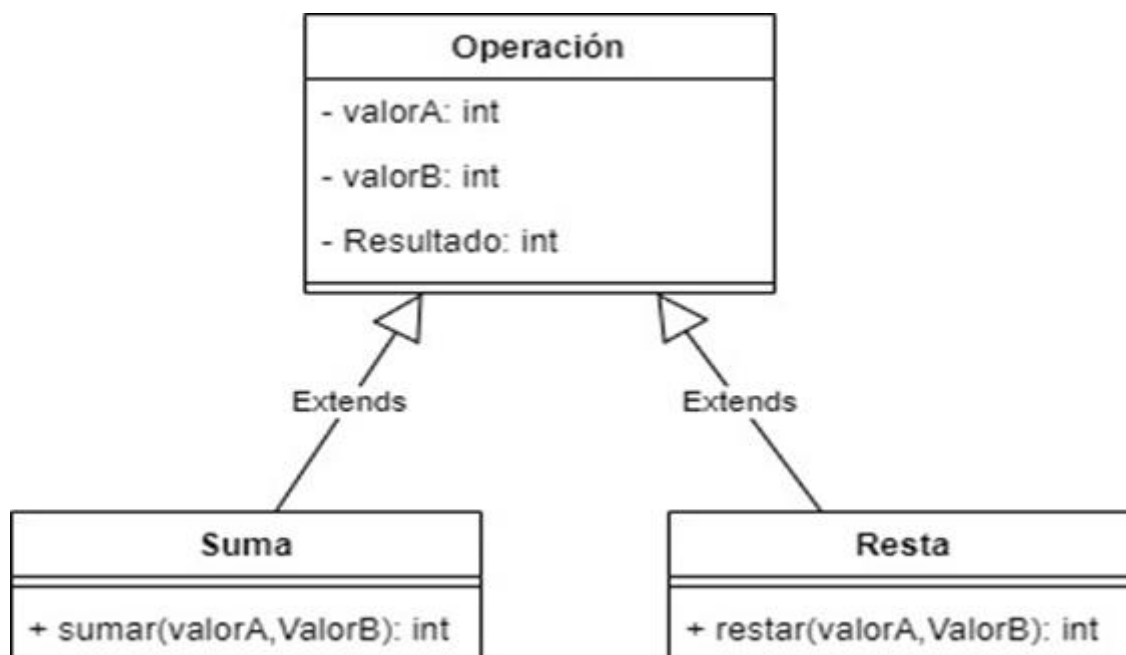 Operación
- valorA: int
- valorB: int
- Resultado: int
Extends
Extends
Suma
+ sumar(valorA,ValorB): int
Resta
+ restar(valorA,ValorB): int